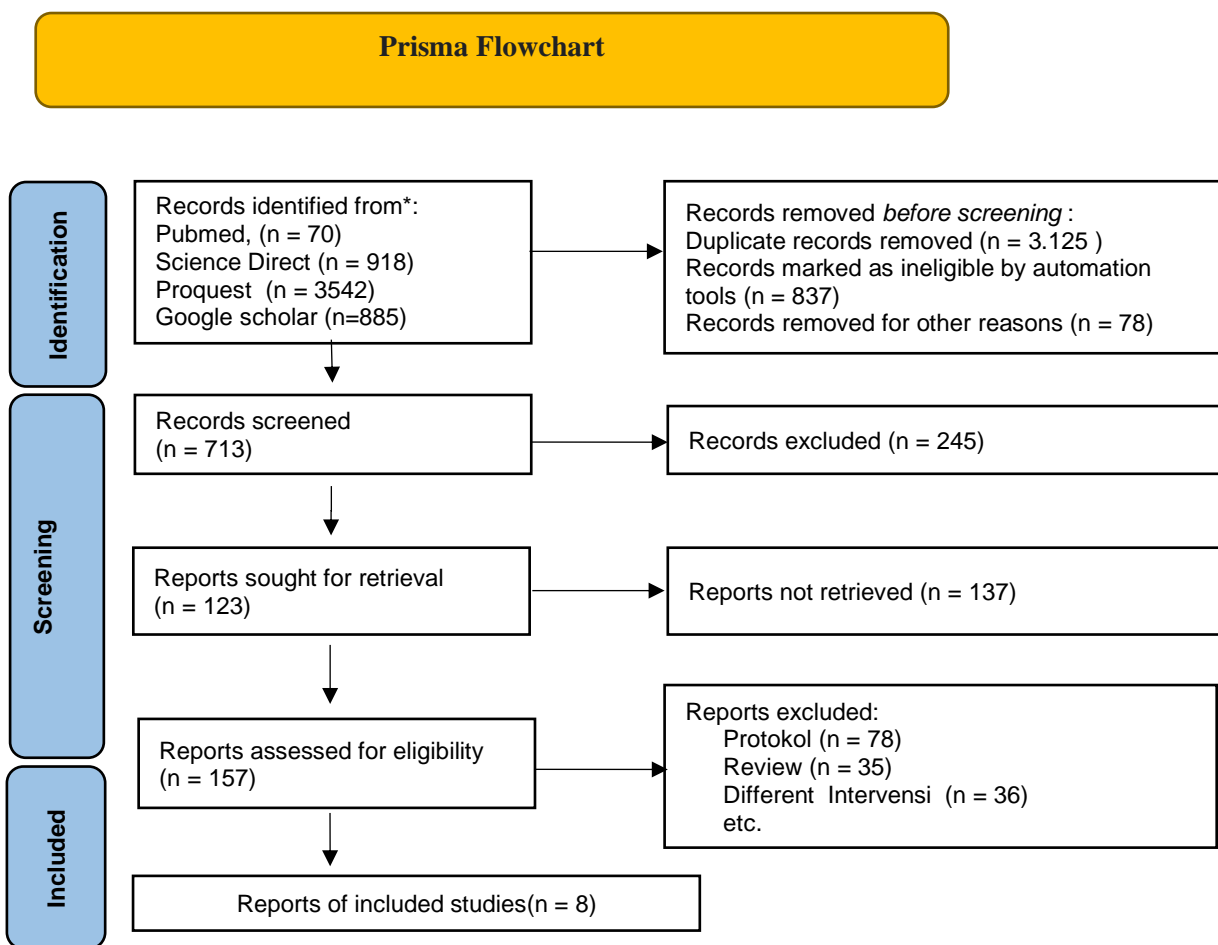 Prisma Flowchart
Identification
Records identified from*:
Pubmed, (n = 70)
Science Direct (n = 918)
Proquest  (n = 3542)
Google scholar (n=885)
Records removed before screening :
Duplicate records removed (n = 3.125 )
Records marked as ineligible by automation
tools (n = 837)
Records removed for other reasons (n = 78)
Screening
Records screened
(n = 713)
Records excluded (n = 245)
Reports sought for retrieval
(n = 123)
Reports not retrieved (n = 137)
Reports assessed for eligibility
(n = 157)
Reports excluded:
Protokol (n = 78)
Review (n = 35)
Different  Intervensi  (n = 36)
etc.
Included
Reports of included studies(n = 8)